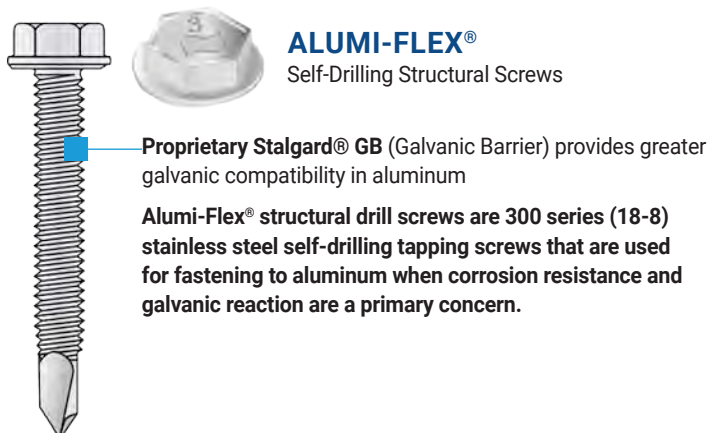 ALUMI-FLEX®
Self-Drilling Structural Screws
Proprietary Stalgard® GB (Galvanic Barrier) provides greater
galvanic compatibility in aluminum
Alumi-Flex® structural drill screws are 300 series (18-8)
stainless steel self-drilling tapping screws that are used
for fastening to aluminum when corrosion resistance and
galvanic reaction are a primary concern.